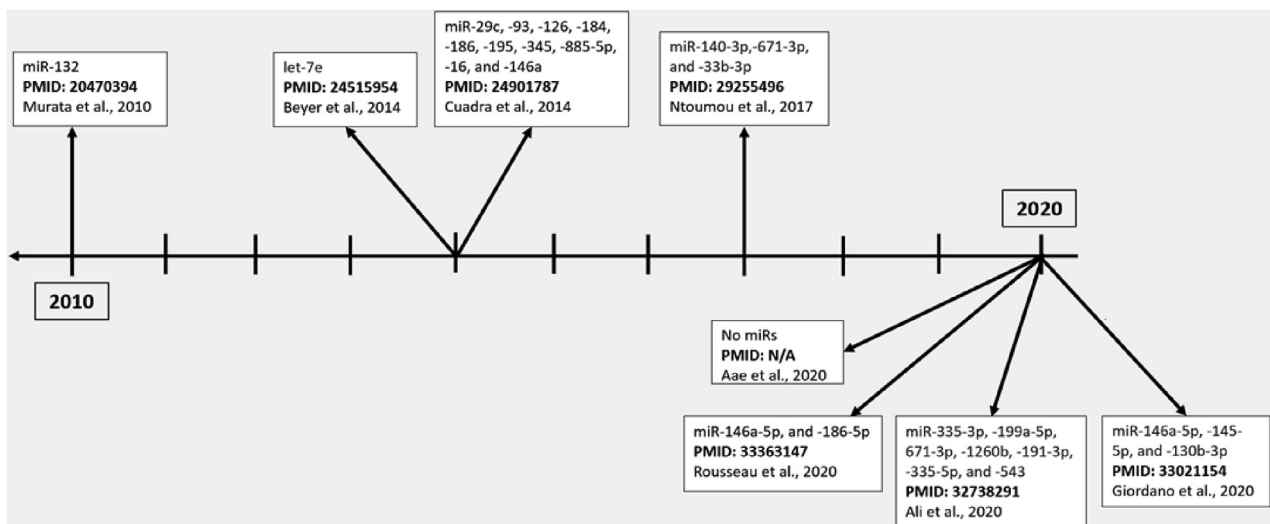 miR-132
PMID: 20470394
Murata et al., 2010
let-7e
PMID: 24515954
Beyer et al., 2014
miR-29c, -93, -126, -184,
-186, -195, -345, -885-5p,
-16, and -146a
PMID: 24901787
Cuadra et al., 2014
miR-140-3p,-671-3p,
and -33b-3p
PMID: 29255496
Ntoumou et al., 2017
2020
2010
No miRs
PMID: N/A
Aae et al., 2020
miR-146a-5p, and -186-5p
PMID: 33363147
Rousseau et al., 2020
miR-335-3p, -199a-5p,
671-3p, -1260b, -191-3p,
-335-5p, and -543
PMID: 32738291
Ali et al., 2020
miR-146a-5p, -145-
5p, and -130b-3p
PMID: 33021154
Giordano et al., 2020